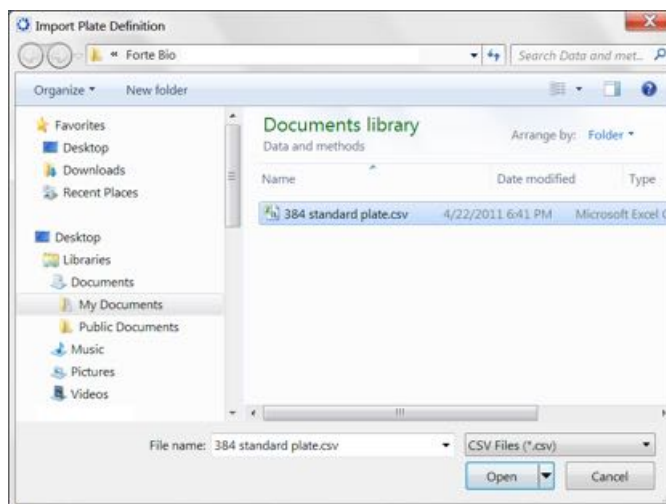 Import Plate Definition
« Forte Bio
Search Data and met...
Organize
New folder
Favorites
Desktop
Downloads
Recent Places
Desktop
Libraries
Documents
My Documents
Public Documents
Music
Pictures
Videos
Documents library
Data and methods
Arrange by: Folder
Name Date modified Type
384 standard plate.csv 4/22/2011 6:41 PM Microsoft Excel C
File name: 384 standard plate.csv
CSV Files (*.csv)
Open
Cancel